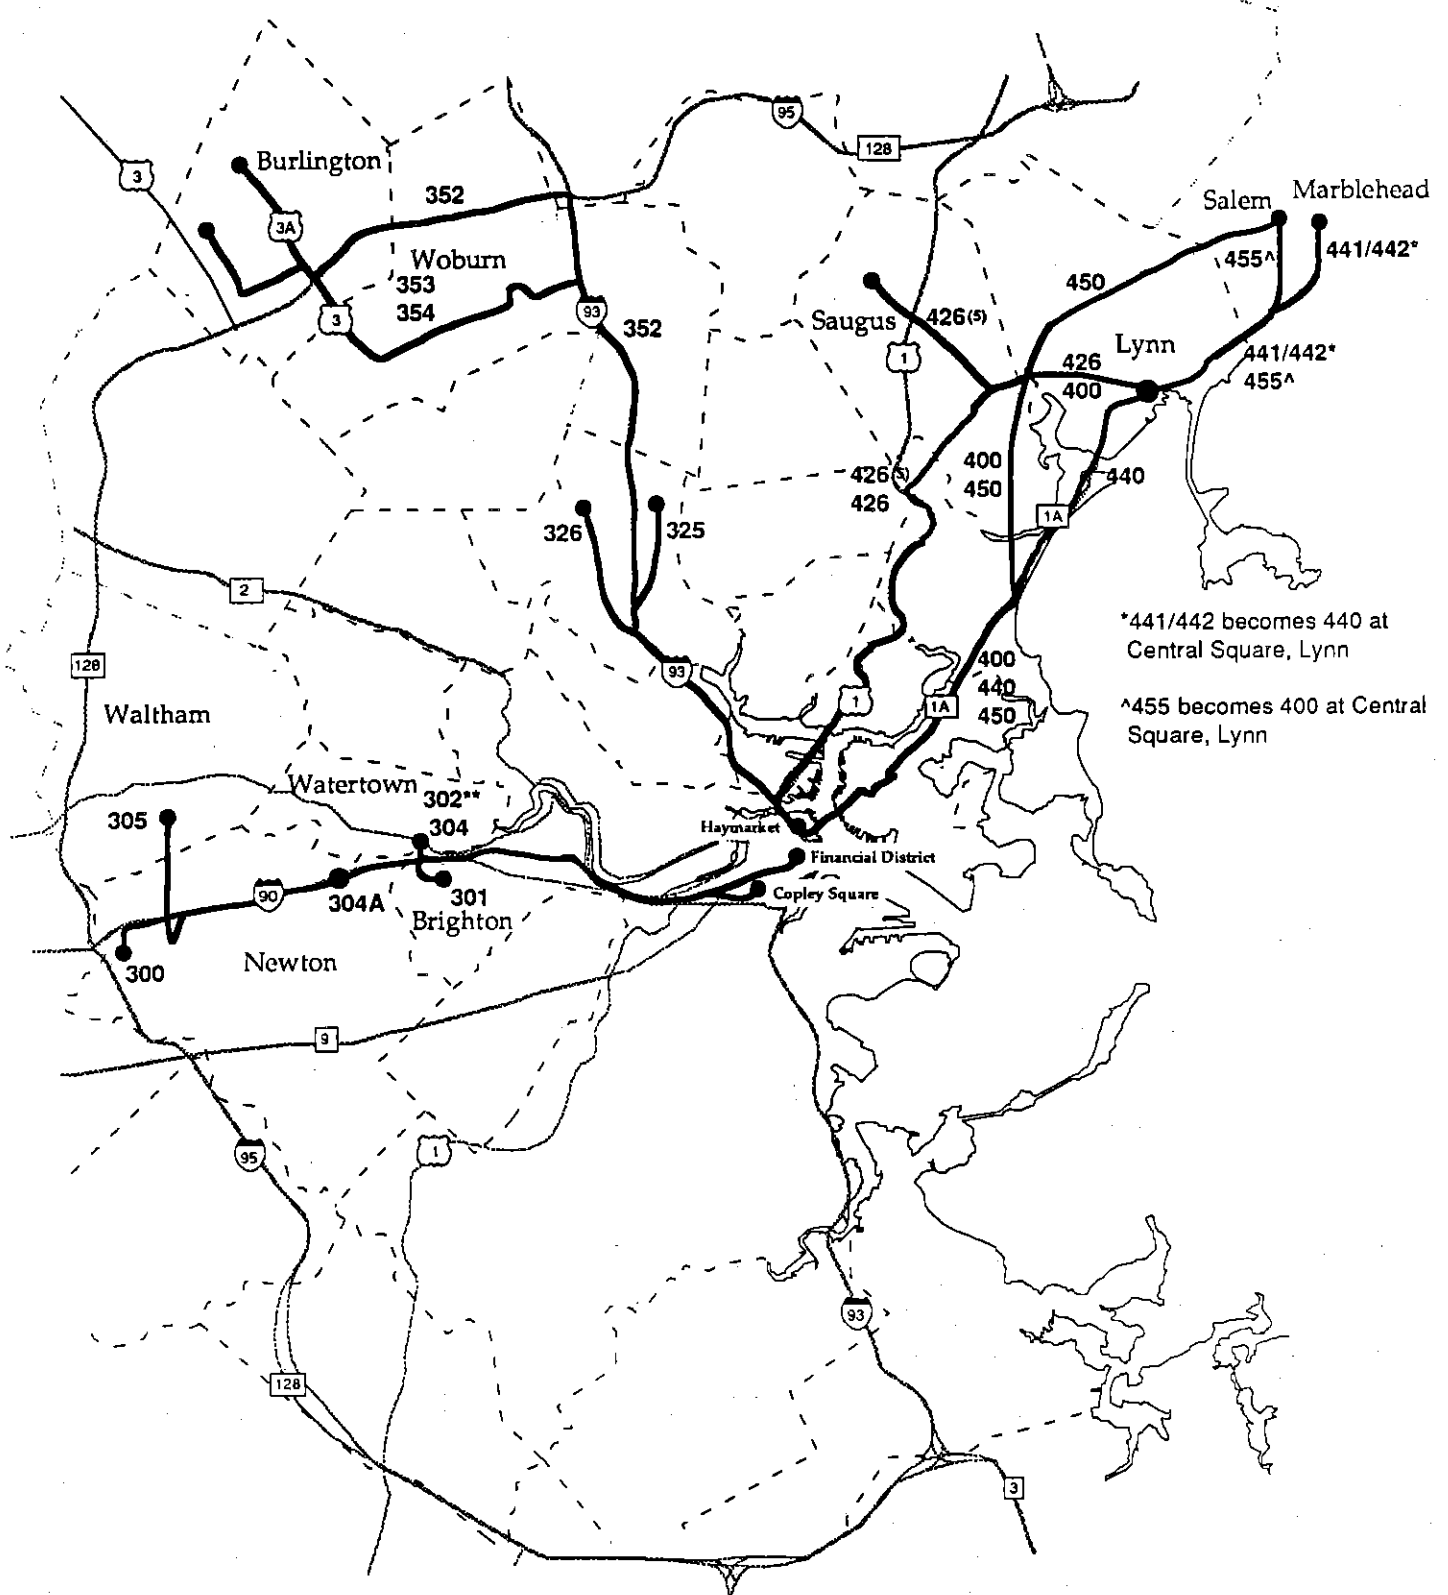 95
128
3
Burlington
352
3A
Salem
Marblehead
Woburn
455^
441/442*
353
450
354
3
93
352
Saugus
426(5)
1
Lynn
426
441/442*
400
455^
426(5)
400
426
450
440
326
325
1A
2
*441/442 becomes 440 at
Central Square, Lynn
128
93
400
440
450
1
1A
^455 becomes 400 at Central
Square, Lynn
Waltham
Watertown
302**
305
304
Haymarket
Financial District
90
304A
301
Copley Square
Brighton
300
Newton
9
95
1
93
128
3